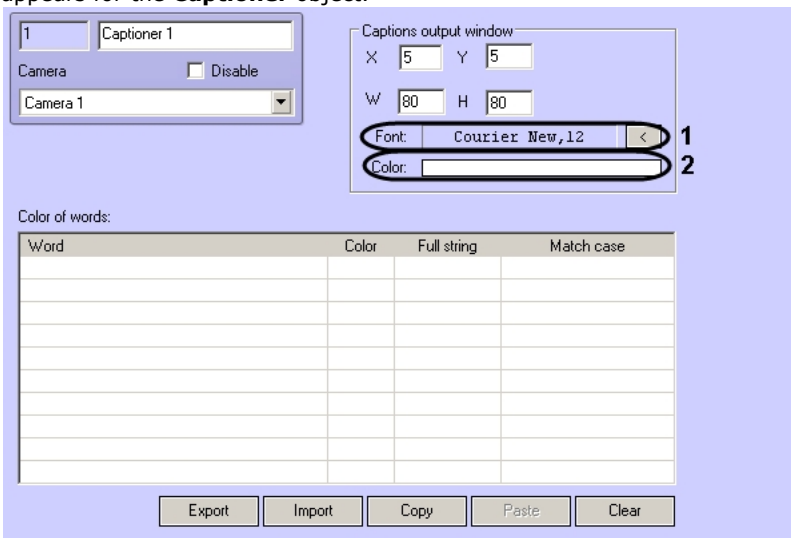 appears for the Captioner object.
1 Captioner 1
Camera Disable
Camera 1
Captions output window
X 5 Y 5
W 80 H 80
Font: Courier New,12 < 1
Color: 2
Color of words:
Word Color Full string Match case
Export Import Copy Paste Clear